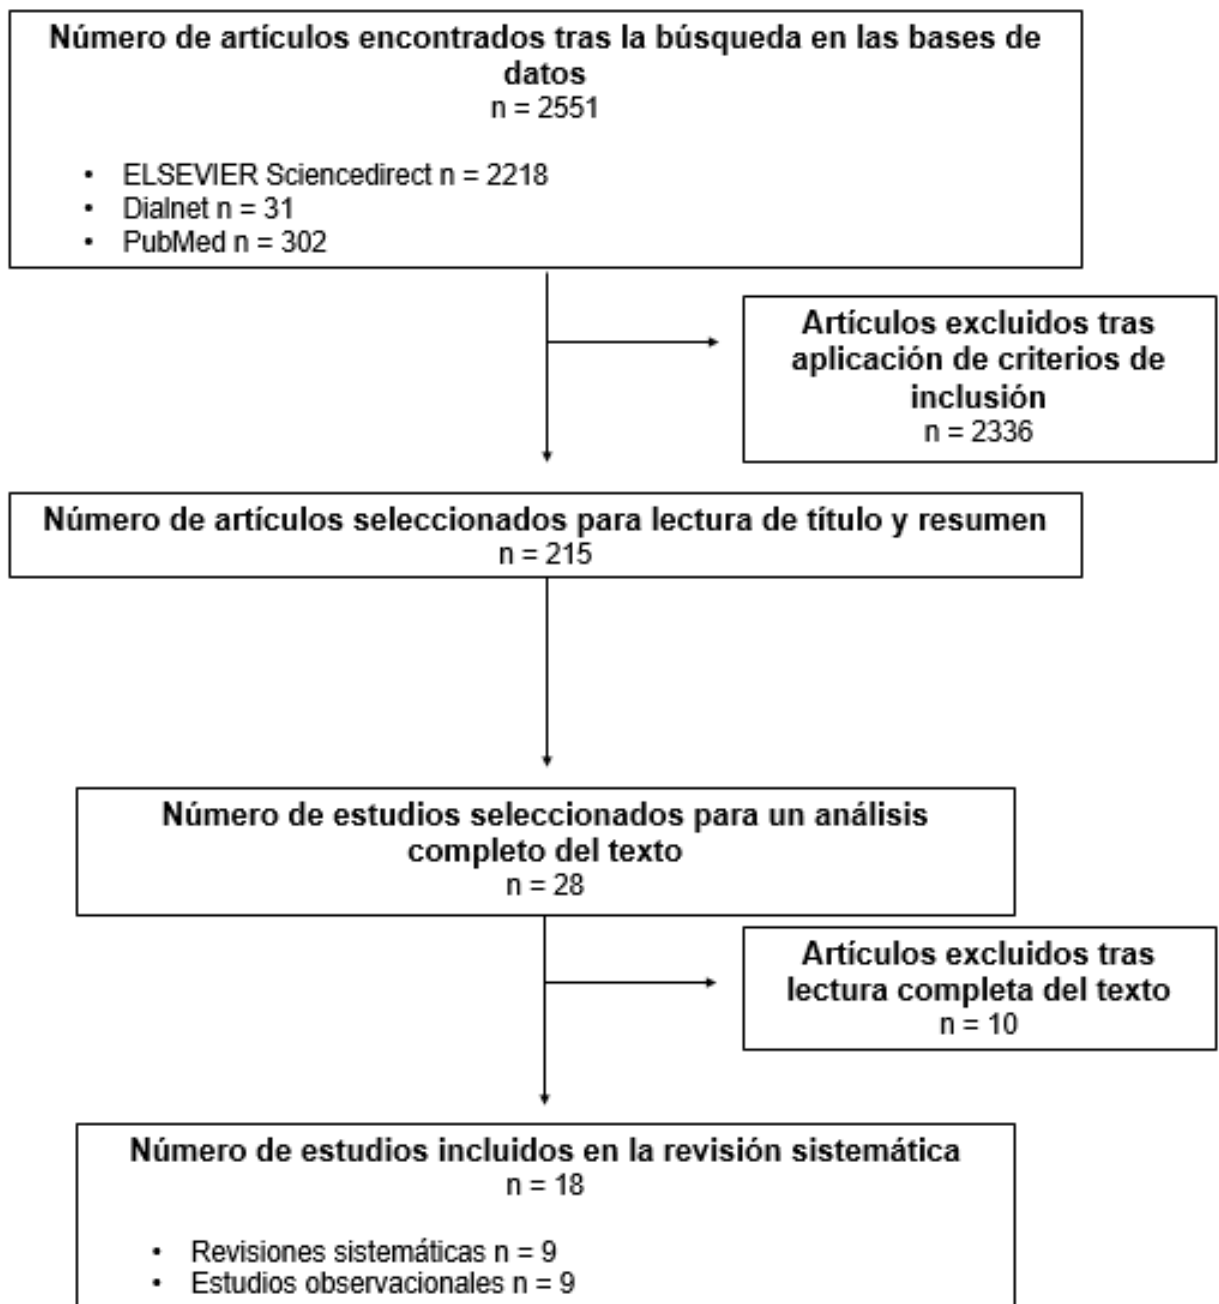 Número de artículos encontrados tras la búsqueda en las bases de
datos
n = 2551
• ELSEVIER Sciencedirect n = 2218
• Dialnet n = 31
• PubMed n = 302
Artículos excluidos tras
aplicación de criterios de
inclusión
n = 2336
Número de artículos seleccionados para lectura de título y resumen
n = 215
Número de estudios seleccionados para un análisis
completo del texto
n = 28
Artículos excluidos tras
lectura completa del texto
n = 10
Número de estudios incluidos en la revisión sistemática
n = 18
• Revisiones sistemáticas n = 9
• Estudios observacionales n = 9